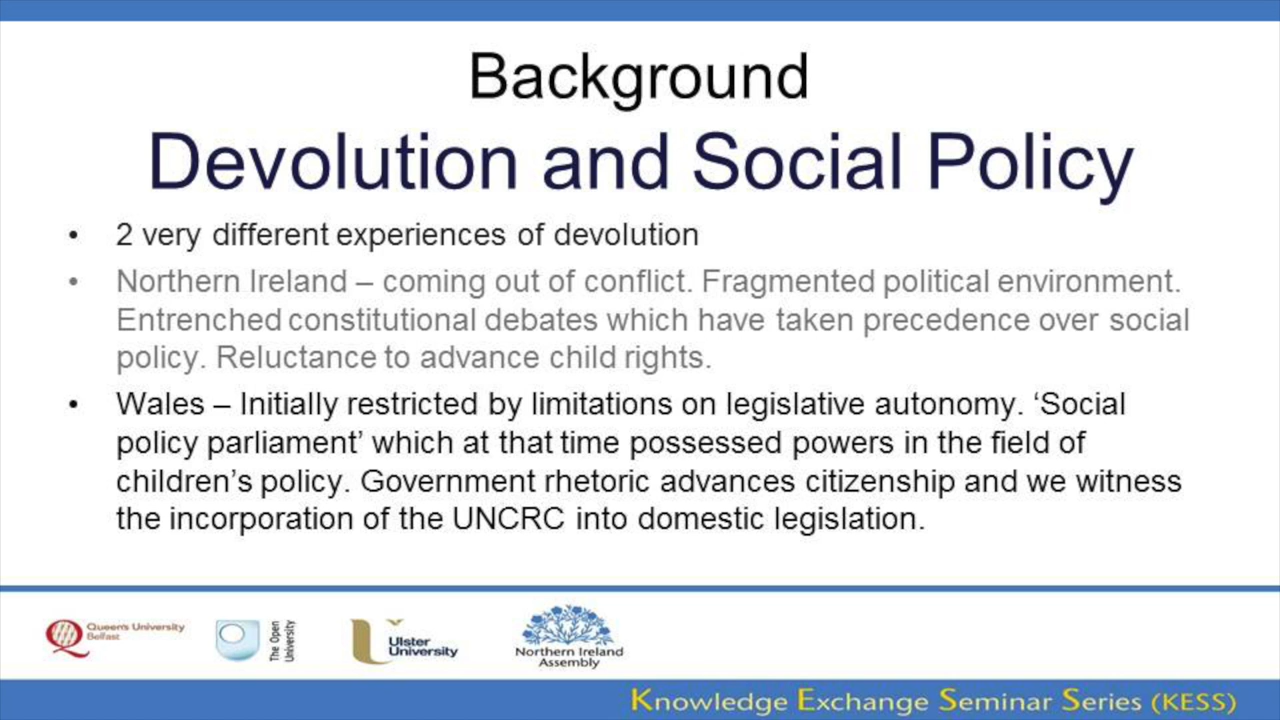 Background
Devolution and Social Policy
• 2 very different experiences of devolution
• Northern Ireland – coming out of conflict. Fragmented political environment.
Entrenched constitutional debates which have taken precedence over social
policy. Reluctance to advance child rights.
• Wales – Initially restricted by limitations on legislative autonomy. ‘Social
policy parliament’ which at that time possessed powers in the field of
children’s policy. Government rhetoric advances citizenship and we witness
the incorporation of the UNCRC into domestic legislation.
Queen's University
Belfast
The Open
University
Ulster
University
Northern Ireland
Assembly
Knowledge Exchange Seminar Series (KESS)